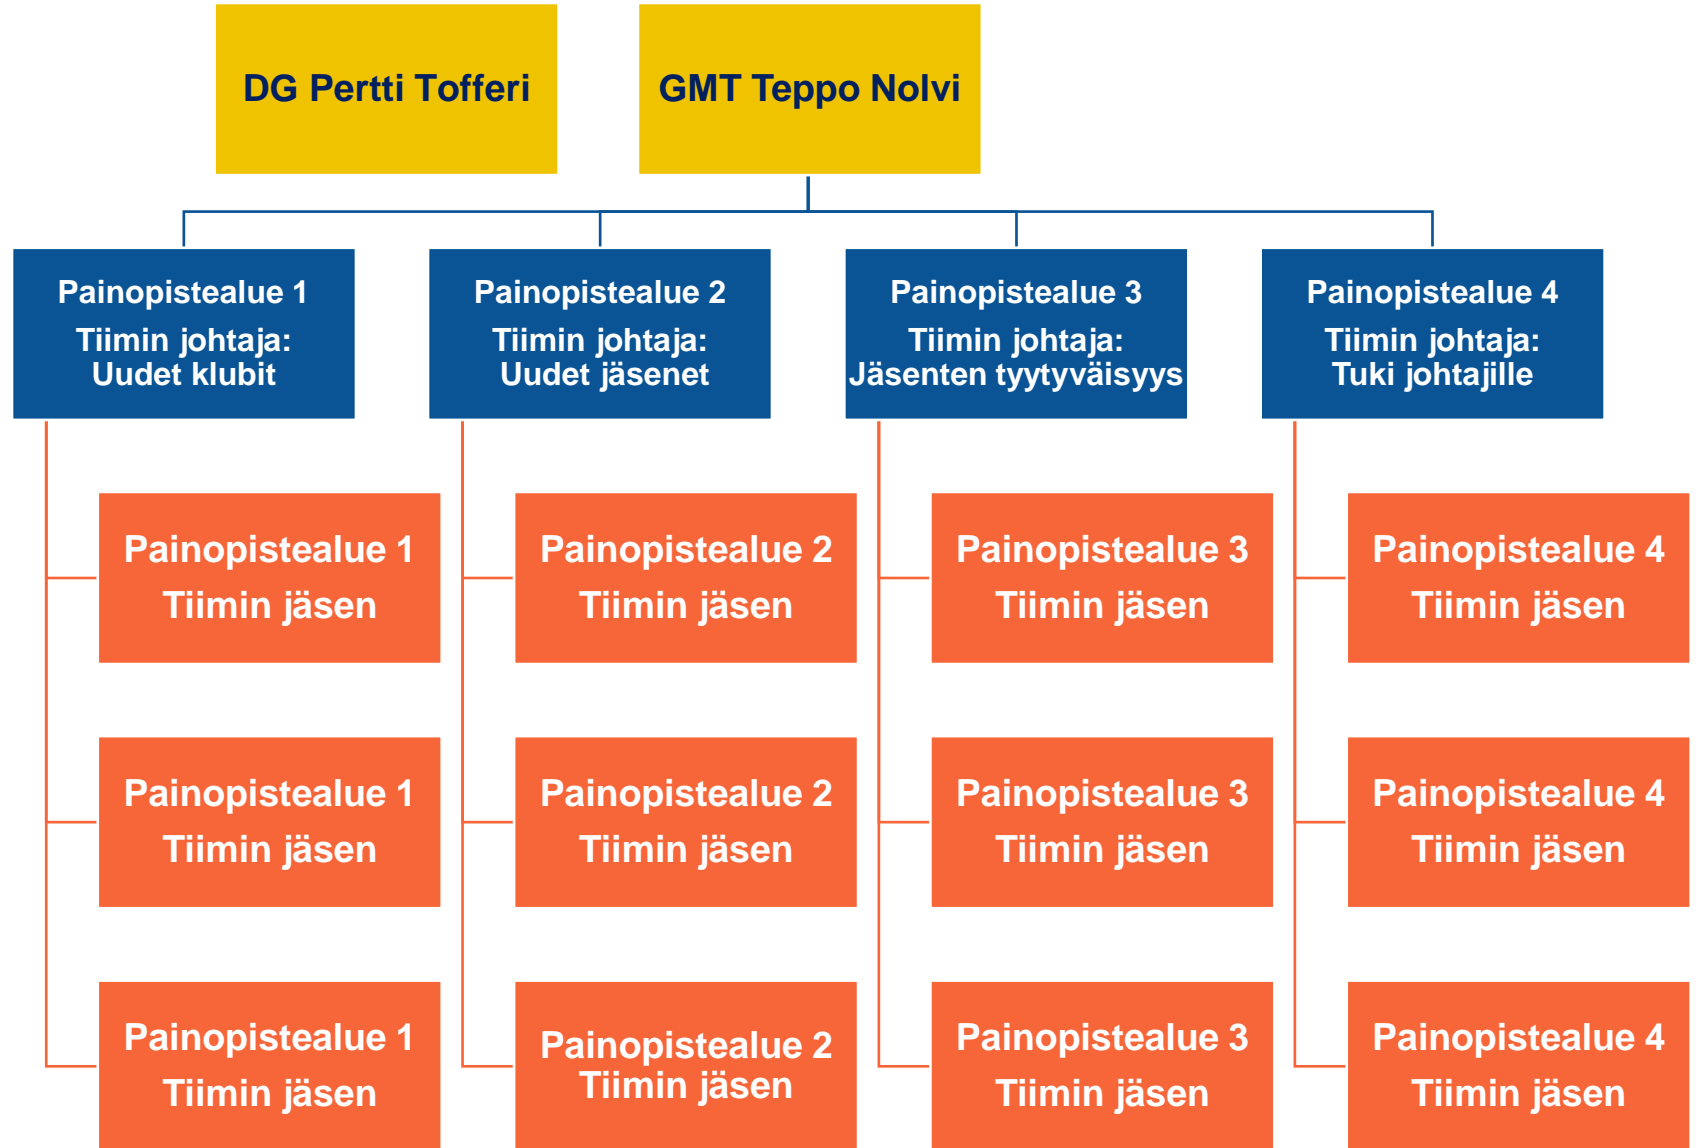 DG Pertti Tofferi
GMT Teppo Nolvi
Painopistealue 1
Tiimin johtaja:
Uudet klubit
Painopistealue 2
Tiimin johtaja:
Uudet jäsenet
Painopistealue 3
Tiimin johtaja:
Jäsenten tyytyväisyys
Painopistealue 4
Tiimin johtaja:
Tuki johtajille
Painopistealue 1
Tiimin jäsen
Painopistealue 2
Tiimin jäsen
Painopistealue 3
Tiimin jäsen
Painopistealue 4
Tiimin jäsen
Painopistealue 1
Tiimin jäsen
Painopistealue 2
Tiimin jäsen
Painopistealue 3
Tiimin jäsen
Painopistealue 4
Tiimin jäsen
Painopistealue 1
Tiimin jäsen
Painopistealue 2
Tiimin jäsen
Painopistealue 3
Tiimin jäsen
Painopistealue 4
Tiimin jäsen